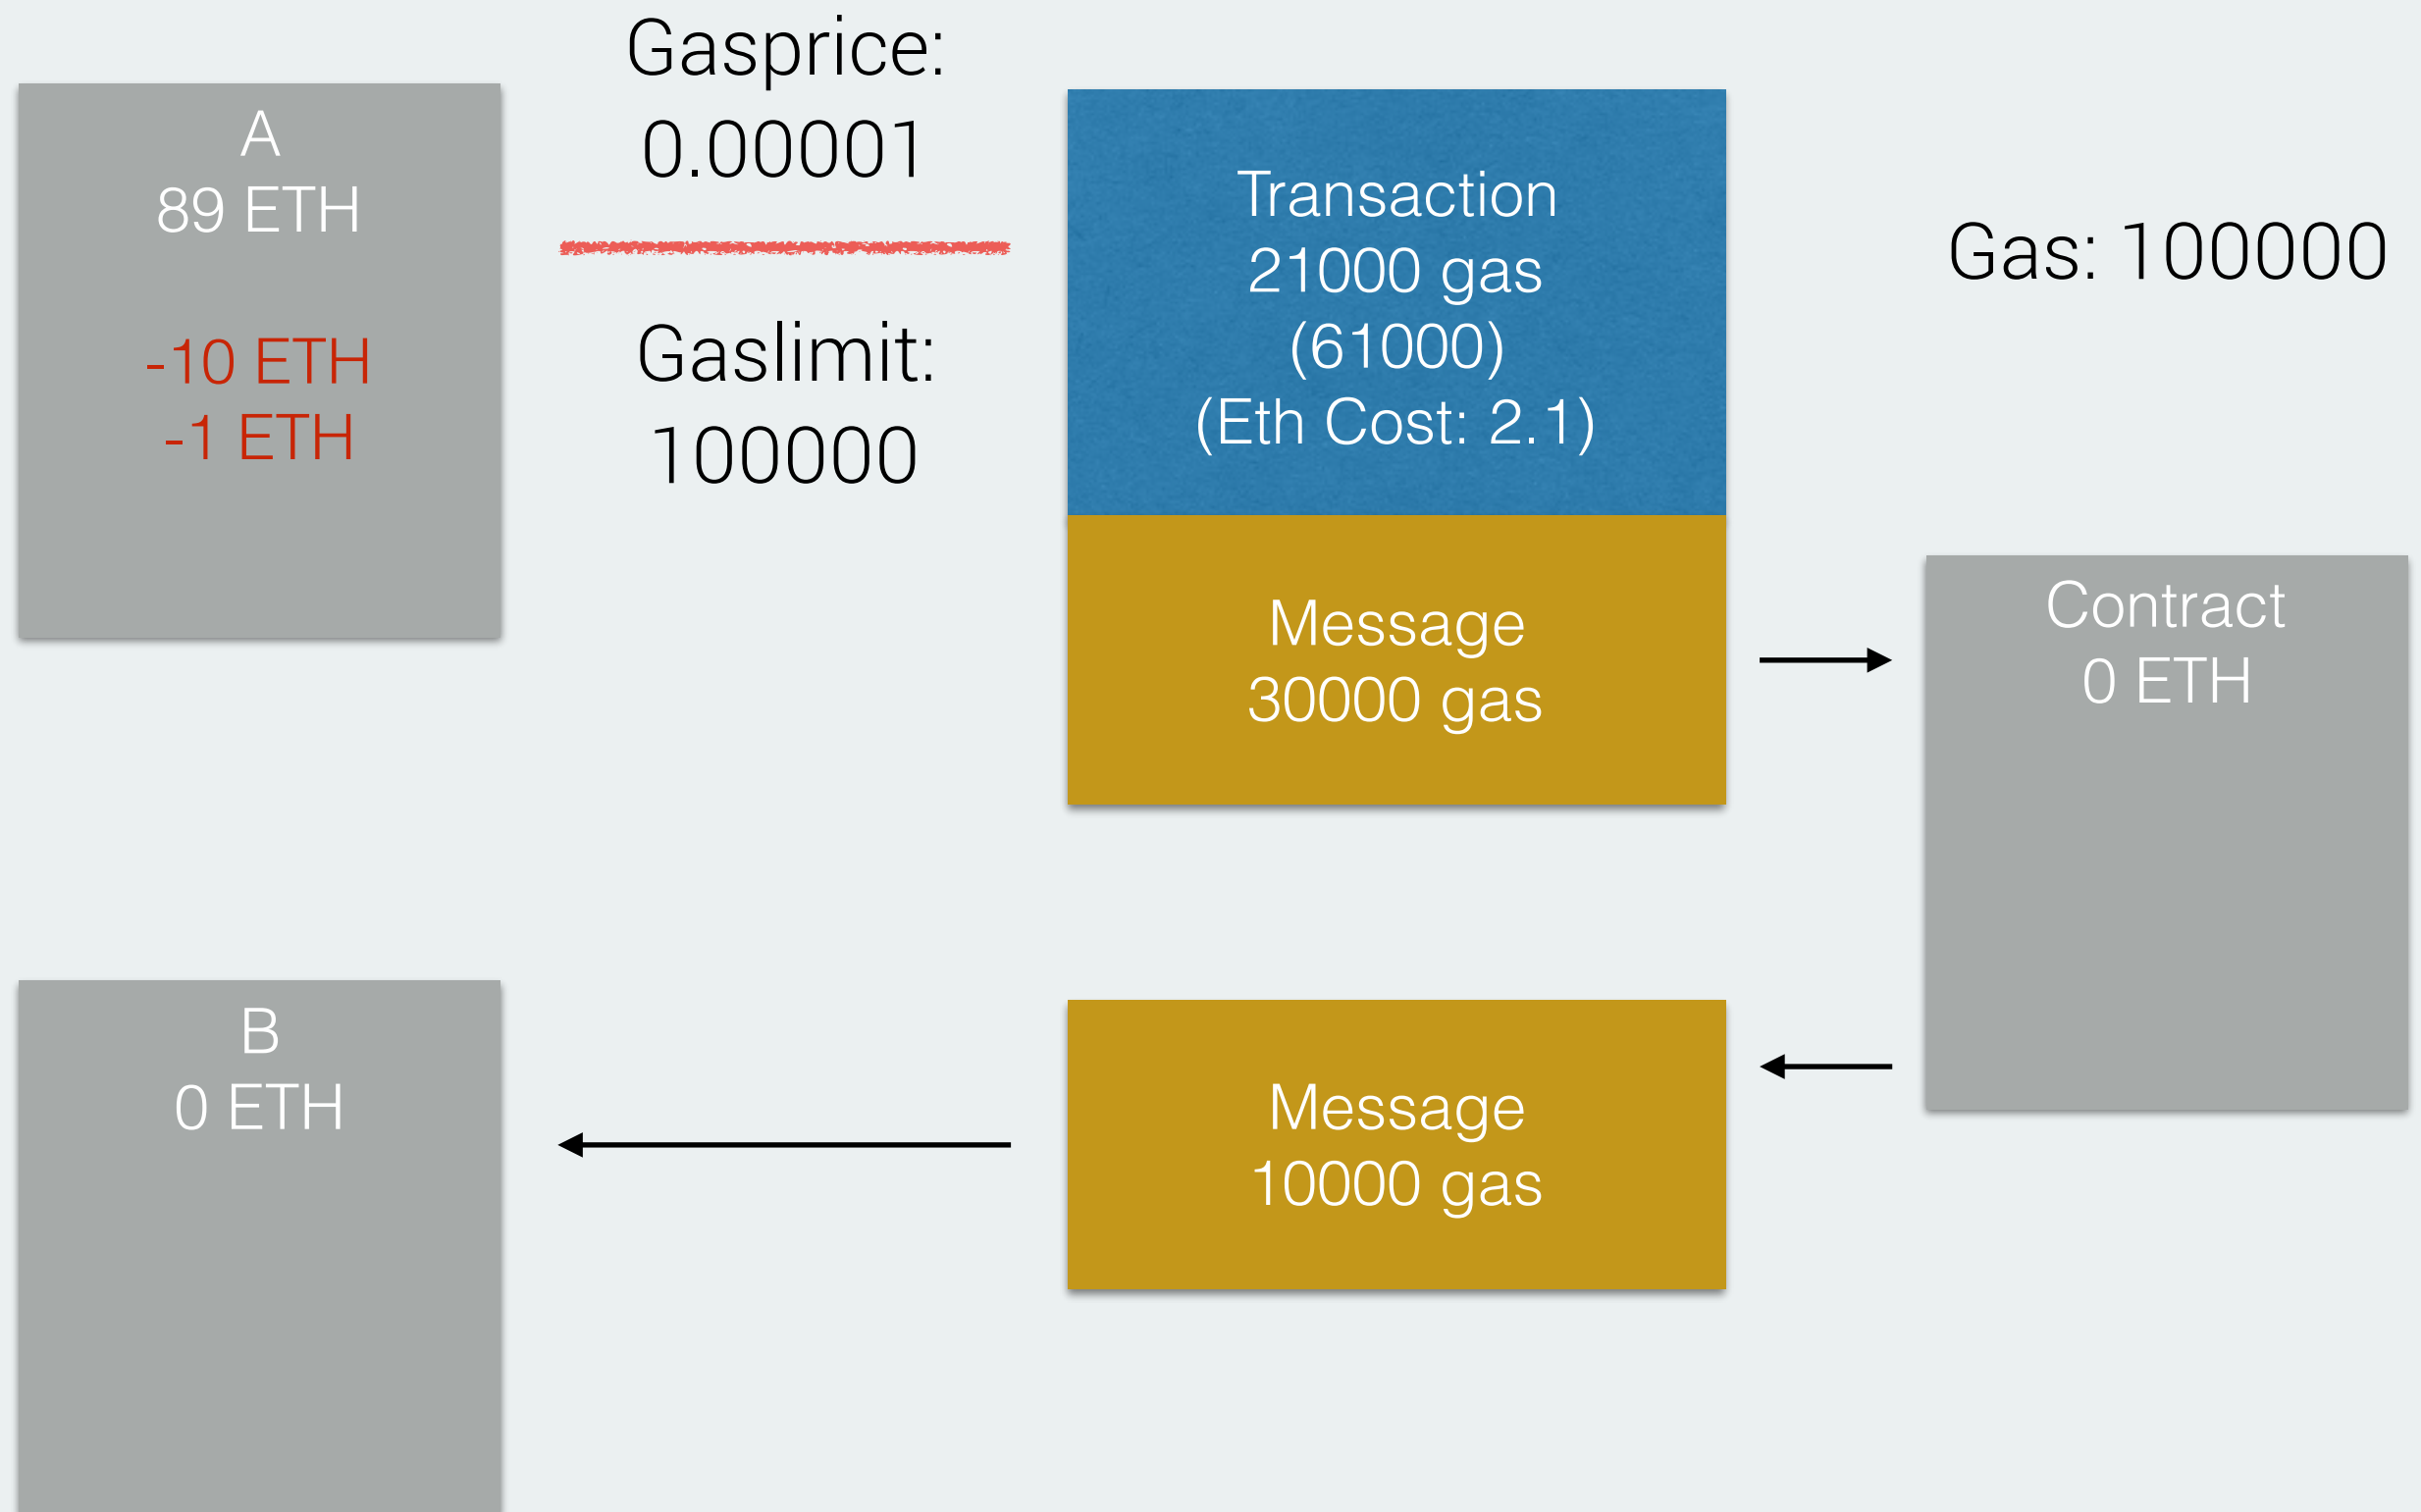 A
89 ETH
-10 ETH
-1 ETH
Gasprice:
0.00001
Gaslimit:
100000
Transaction
21000 gas
(61000)
(Eth Cost: 2.1)
Message
30000 gas
Gas: 100000
Contract
0 ETH
B
0 ETH
Message
10000 gas